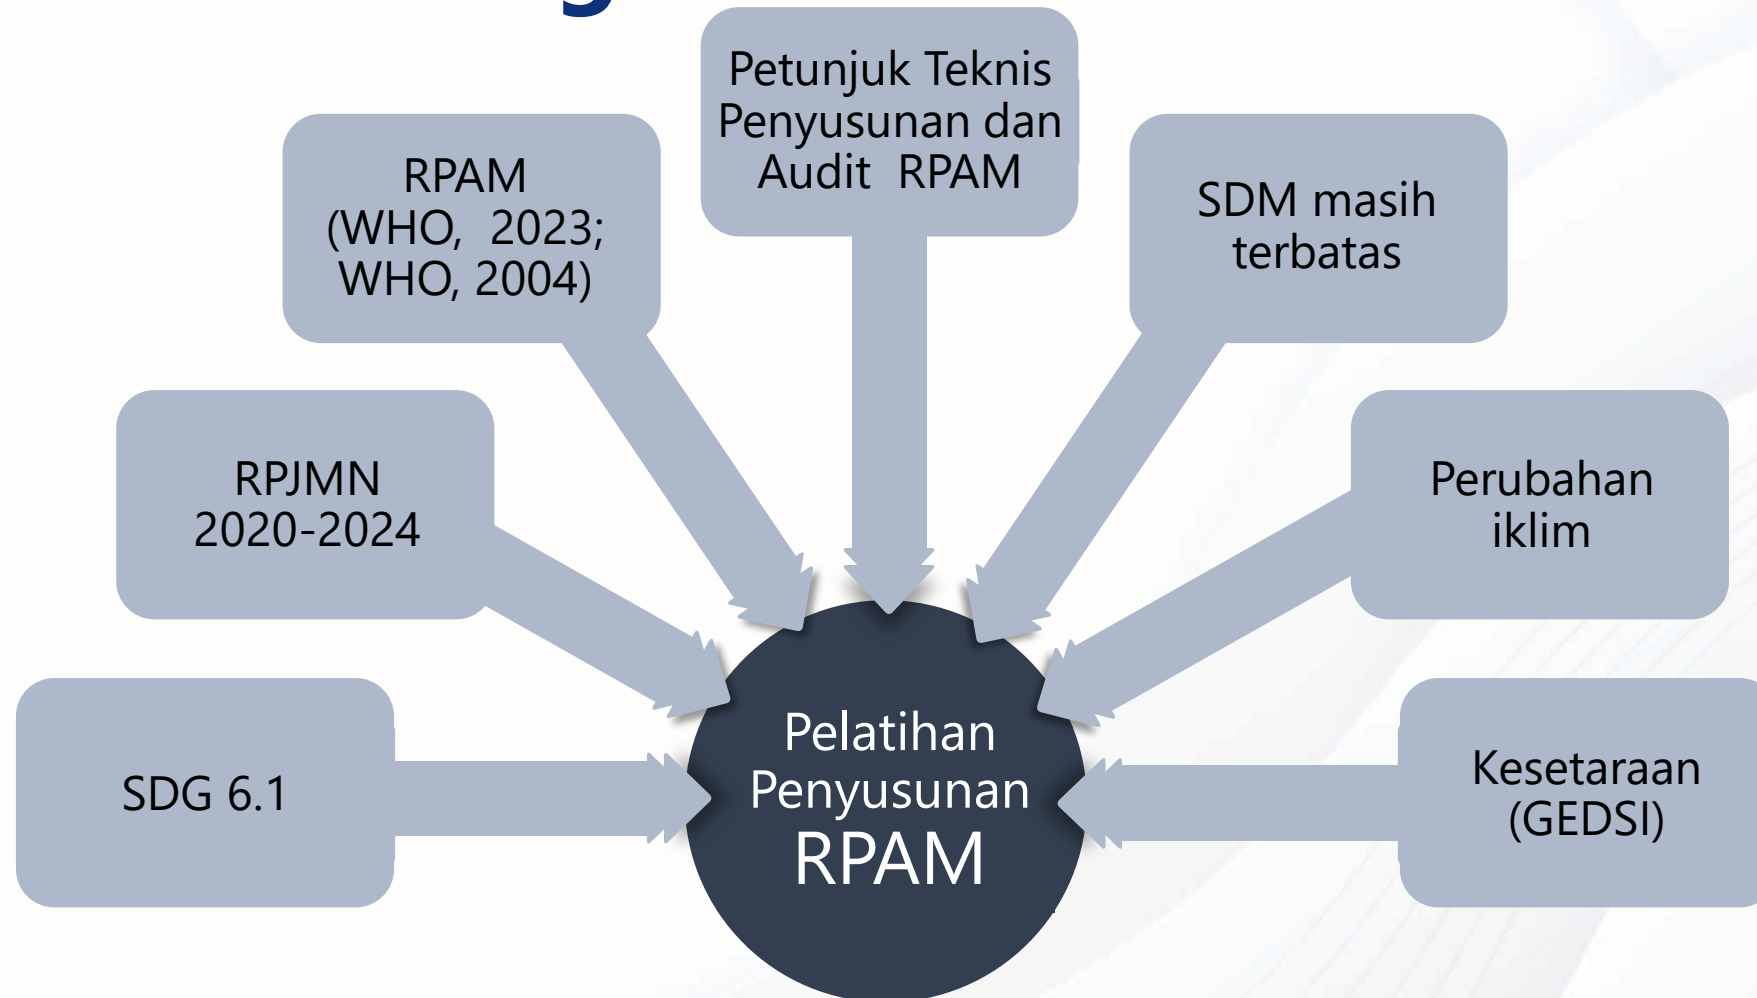 Petunjuk Teknis
Penyusunan dan
Audit RPAM
RPAM
(WHO, 2023;
WHO, 2004)
SDM masih
terbatas
RPJMN
2020-2024
Perubahan
iklim
SDG 6.1
Kesetaraan
(GEDSI)
Pelatihan
Penyusunan
RPAM